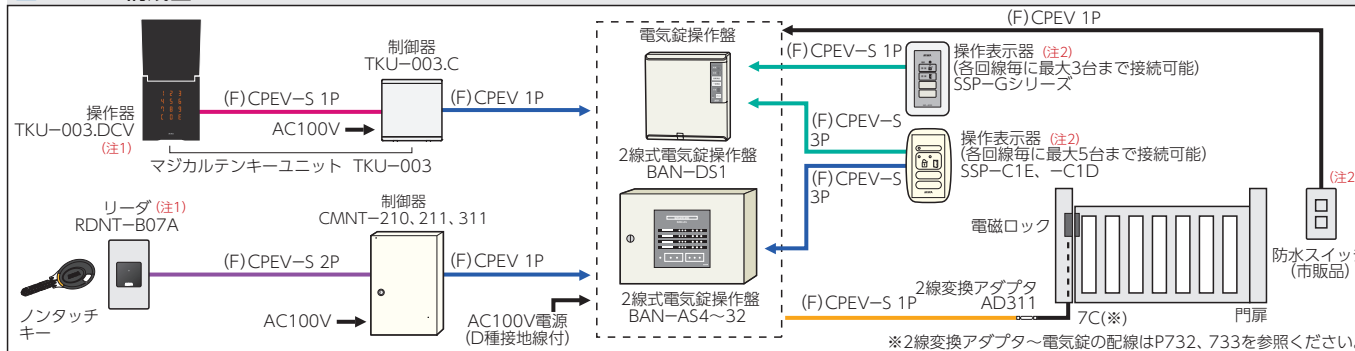 操作器
TKU−003.DCV
(注1)
(F)CPEV−S 1P
AC100V
制御器
TKU−003.C
(F)CPEV 1P
マジカルテンキーユニット TKU−003
リーダ (注1)
RDNT−B07A
ノンタッチ
キー
(F)CPEV−S 2P
AC100V
制御器
CMNT−210、211、311
(F)CPEV 1P
AC100V電源
(D種接地線付)
電気錠操作盤
2線式電気錠操作盤
BAN−DS1
2線式電気錠操作盤
BAN−AS4〜32
(F)CPEV 1P
(F)CPEV−S 1P
操作表示器 (注2)
(各回線毎に最大3台まで接続可能)
SSP−Gシリーズ
(F)CPEV−S
3P
操作表示器 (注2)
(各回線毎に最大5台まで接続可能)
SSP−C1E、−C1D
(F)CPEV−S
3P
(F)CPEV−S 1P
2線変換アダプタ
AD311
7C(※)
電磁ロック
門扉
(注2
防水スイッチ
(市販品)
※2線変換アダプタ〜電気錠の配線はP732、733を参照ください。